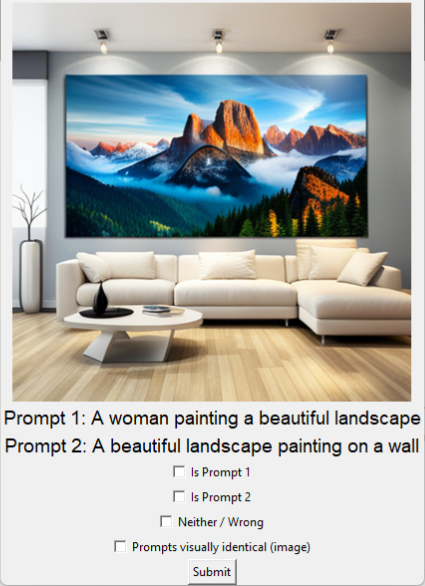 Prompt 1: A woman painting a beautiful landscape
Prompt 2: A beautiful landscape painting on a wall
Is Prompt 1
Is Prompt 2
Neither / Wrong
Prompts visually identical (image)
Submit